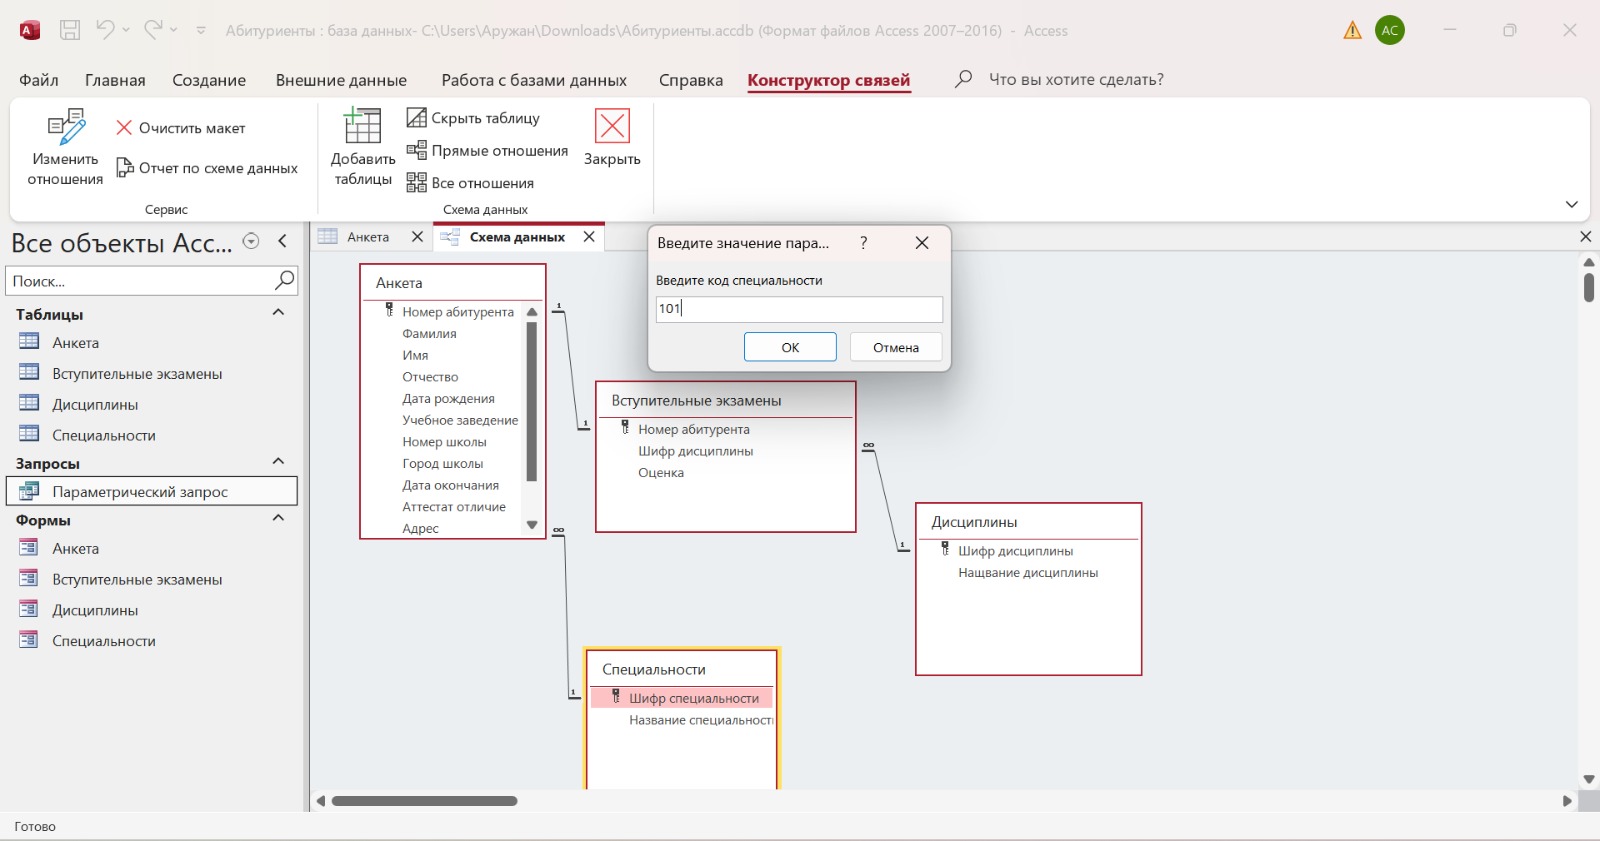 Абитуриенты : база данных- C:\Users\Аружан\Downloads\Абитуриенты.accdb (Формат файлов Access 2007–2016) - Access
АС
Файл
Главная
Создание
Внешние данные
Работа с базами данных
Справка
Конструктор связей
Что вы хотите сделать?
Изменить
отношения
Очистить макет
Отчет по схеме данных
Сервис
Добавить
таблицы
Скрыть таблицу
Прямые отношения
Все отношения
Схема данных
Закрыть
Все объекты Acc...
Поиск...
Таблицы
Анкета
Вступительные экзамены
Дисциплины
Специальности
Запросы
Параметрический запрос
Формы
Анкета
Вступительные экзамены
Дисциплины
Специальности
Анкета
Схема данных
Введите значение пара...
?
Введите код специальности
101
ОК
Отмена
Анкета
Номер абитурента
Фамилия
Имя
Отчество
Дата рождения
Учебное заведение
Номер школы
Город школы
Дата окончания
Аттестат отличие
Адрес
1
1
Вступительные экзамены
Номер абитурента
Шифр дисциплины
Оценка
∞
1
Дисциплины
Шифр дисциплины
Нащвание дисциплины
∞
1
Специальности
Шифр специальности
Название специальности
Готово